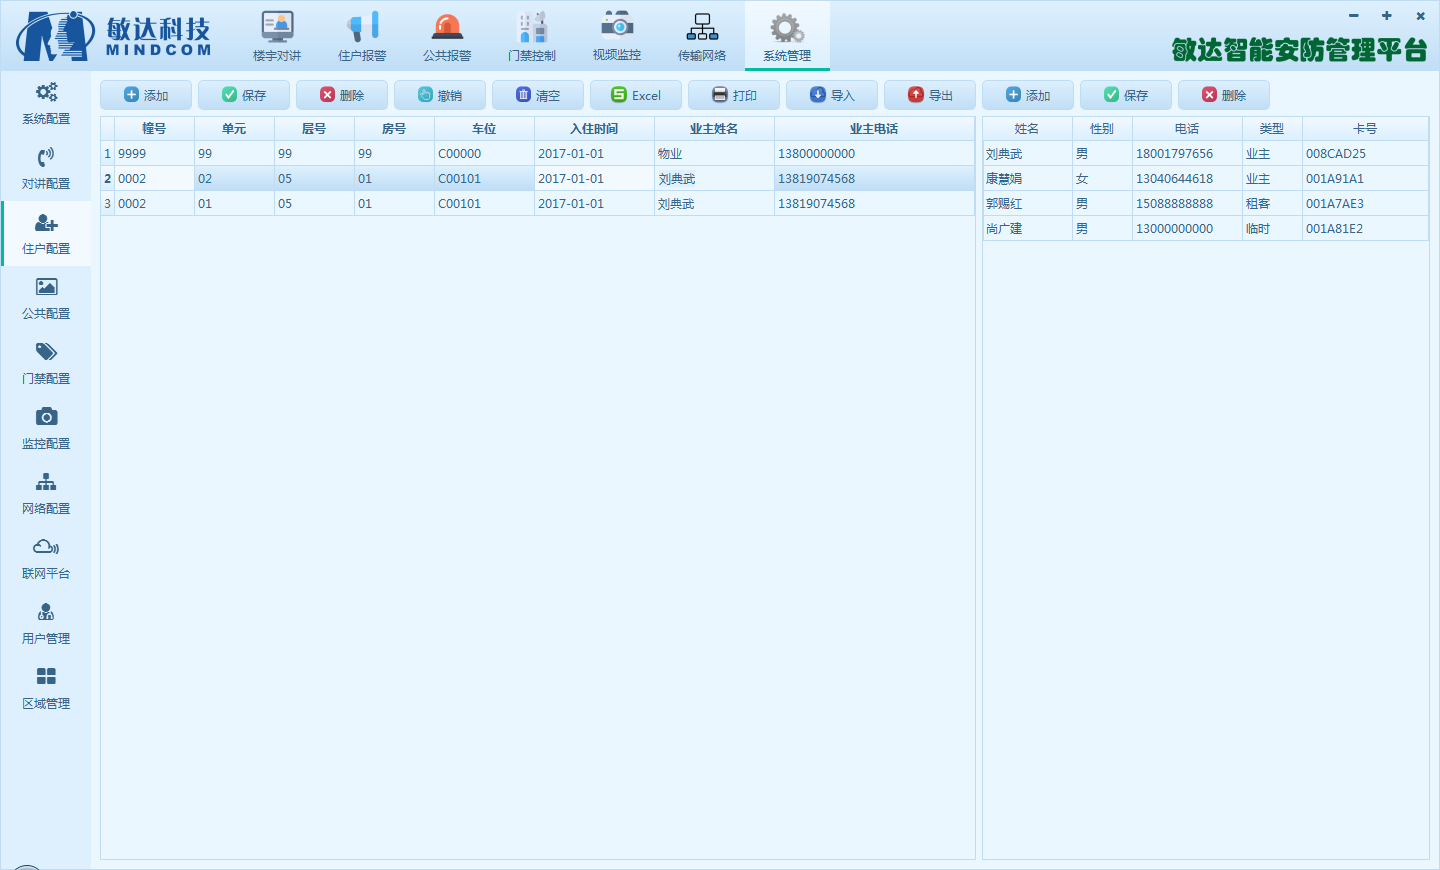 敏达科技
MINDCOM
楼宇对讲 住户报警 公共报警 门禁控制 视频监控 传输网络 系统管理
敏达智能安防管理平台
系统配置
对讲配置
住户配置
公共配置
门禁配置
监控配置
网络配置
联网平台
用户管理
区域管理
添加 保存 删除 撤销 清空 Excel 打印 导入 导出 添加 保存 删除
幢号 单元 层号 房号 车位 入住时间 业主姓名 业主电话
1 9999 99 99 99 C00000 2017-01-01 物业 13800000000
2 0002 02 05 01 C00101 2017-01-01 刘典武 13819074568
3 0002 01 05 01 C00101 2017-01-01 刘典武 13819074568
姓名 性别 电话 类型 卡号
刘典武 男 18001797656 业主 008CAD25
康慧娟 女 13040644618 业主 001A91A1
郭赐红 男 15088888888 租客 001A7AE3
尚广建 男 13000000000 临时 001A81E2